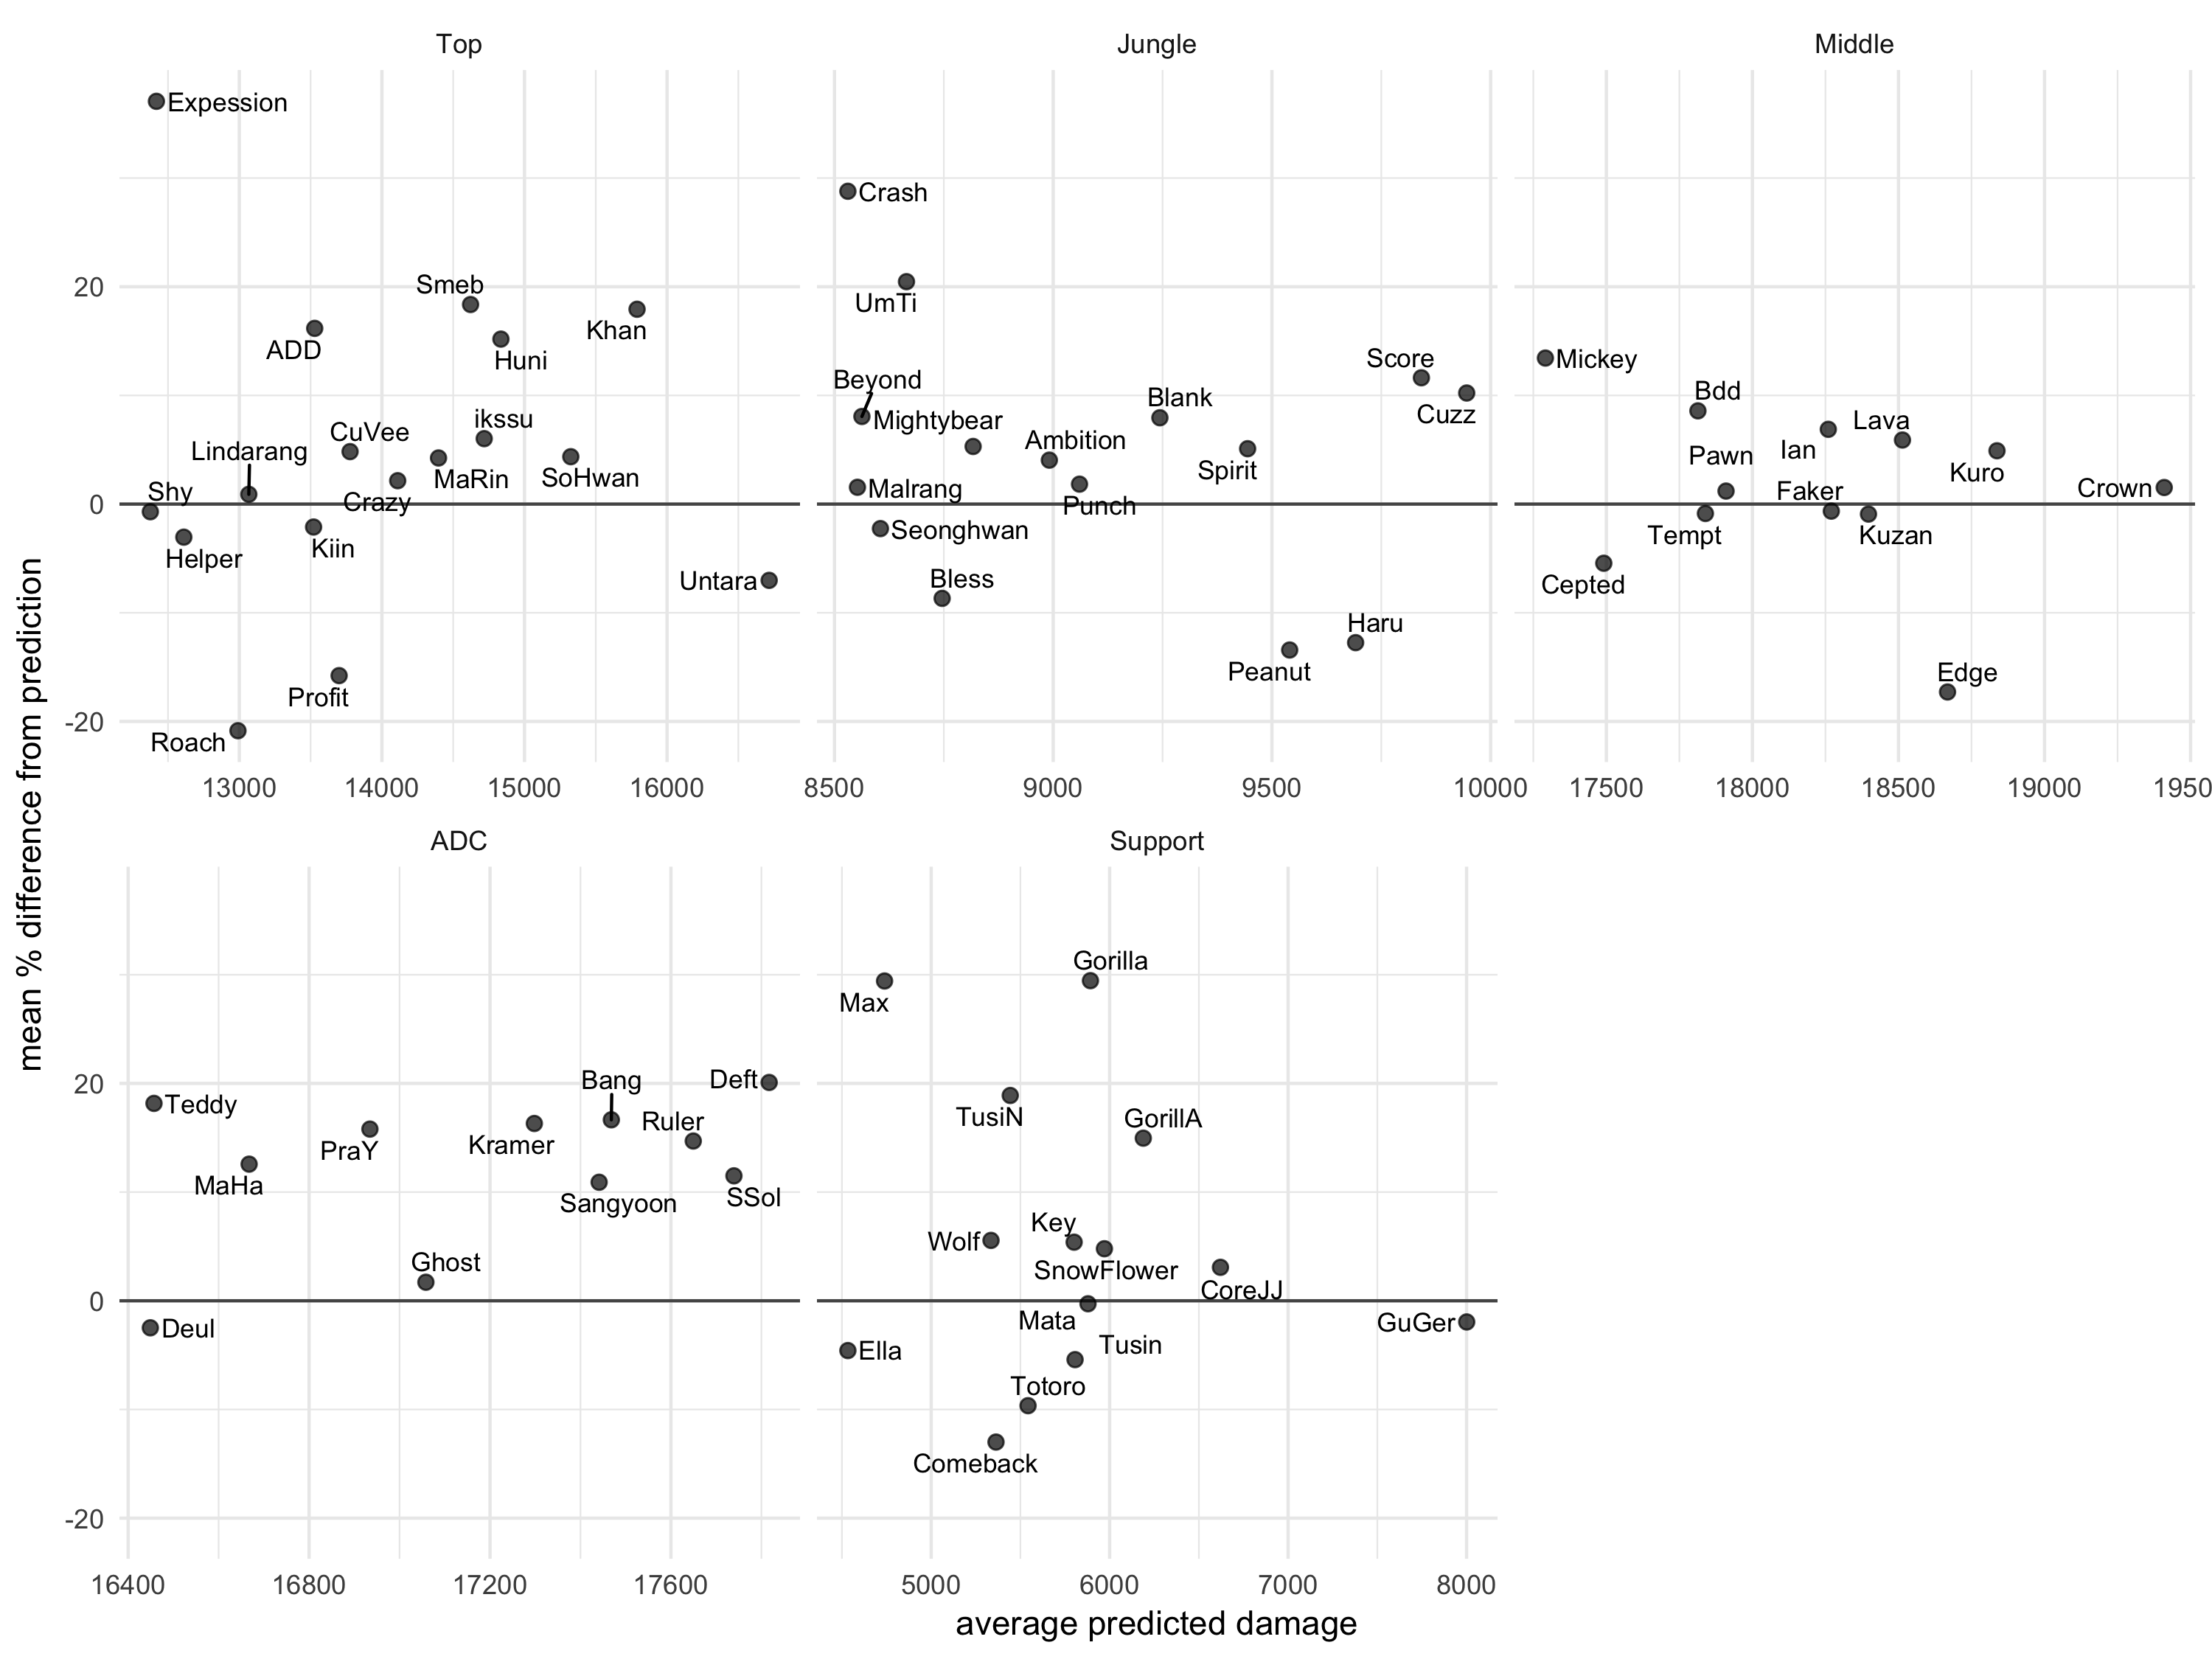 Top
Jungle
Middle
Expession
Crash
Smeb
UmTi
Khan
ADD
Huni
Score
Mickey
Beyond
Bdd
Blank
Cuzz
ikssu
Mightybear
Lava
CuVee
Ambition
Ian
Lindarang
Pawn
Spirit
Kuro
MaRin
SoHwan
Malrang
Crown
Shy
Faker
Crazy
Punch
Seonghwan
Tempt
Kuzan
Kiin
Helper
Untara
Bless
Cepted
Haru
Peanut
Edge
Profit
Roach
20
0
-20
13000 14000 15000 16000
8500 9000 9500 10000
17500 18000 18500 19000 1950
mean % difference from prediction
ADC
Support
Gorilla
Max
Bang
Deft
Teddy
TusiN
GorillA
Ruler
Kramer
PraY
MaHa
SSol
Sangyoon
Key
Wolf
Ghost
SnowFlower
CoreJJ
Mata
GuGer
Deul
Tusin
Ella
Totoro
Comeback
20
0
-20
16400 16800 17200 17600
5000 6000 7000 8000
average predicted damage